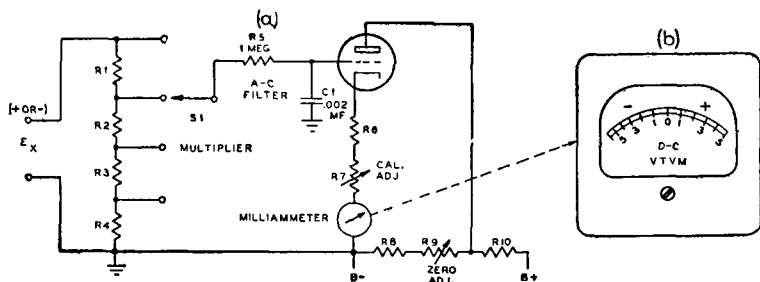 (a)
(b)
R5
1 MEG
A-C
FILTER
C1
.002
MF
R1
[+OR-)
EX
R2
S1
MULTIPLIER
R3
R4
R6
R7
CAL.
ADJ
MILLIAMMETER
R8
R9
R10
ZERO
ADJ.
B-
B+
- +
5 3 1 0 1 3 5
D-C
VTVM